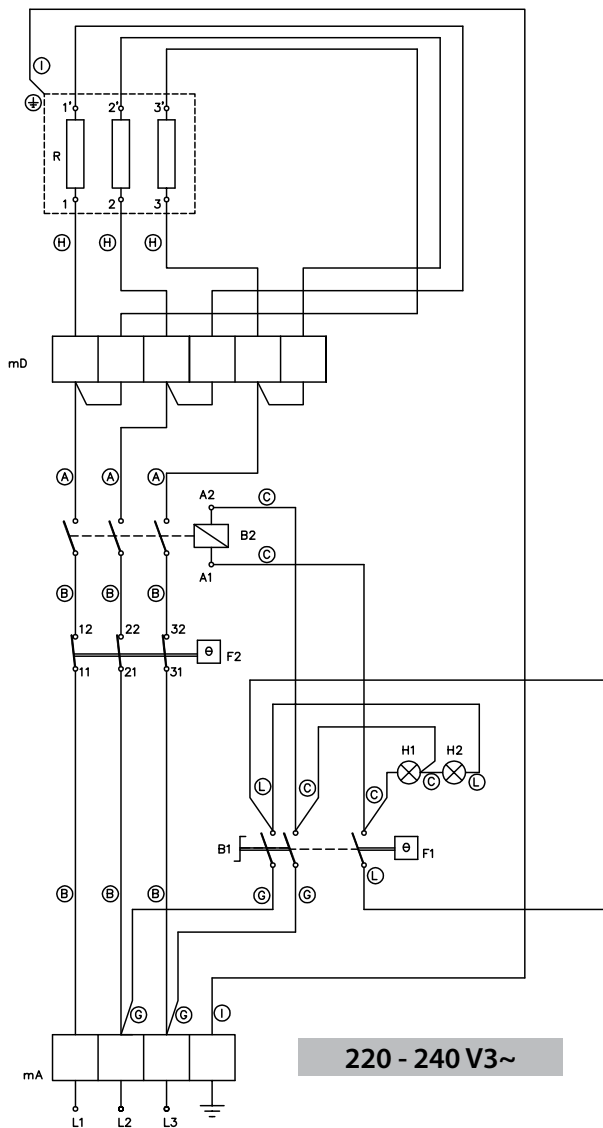 I
1' 2' 3'
R
1 2 3
H H H
mD
A A A
A2 C
B2
C
A1
B B B
12 22 32
θ
F2
11 21 31
H1 H2
L C C C L
B1 θ F1
L
B B B G G
G G I
mA
220 - 240 V3~
L1 L2 L3